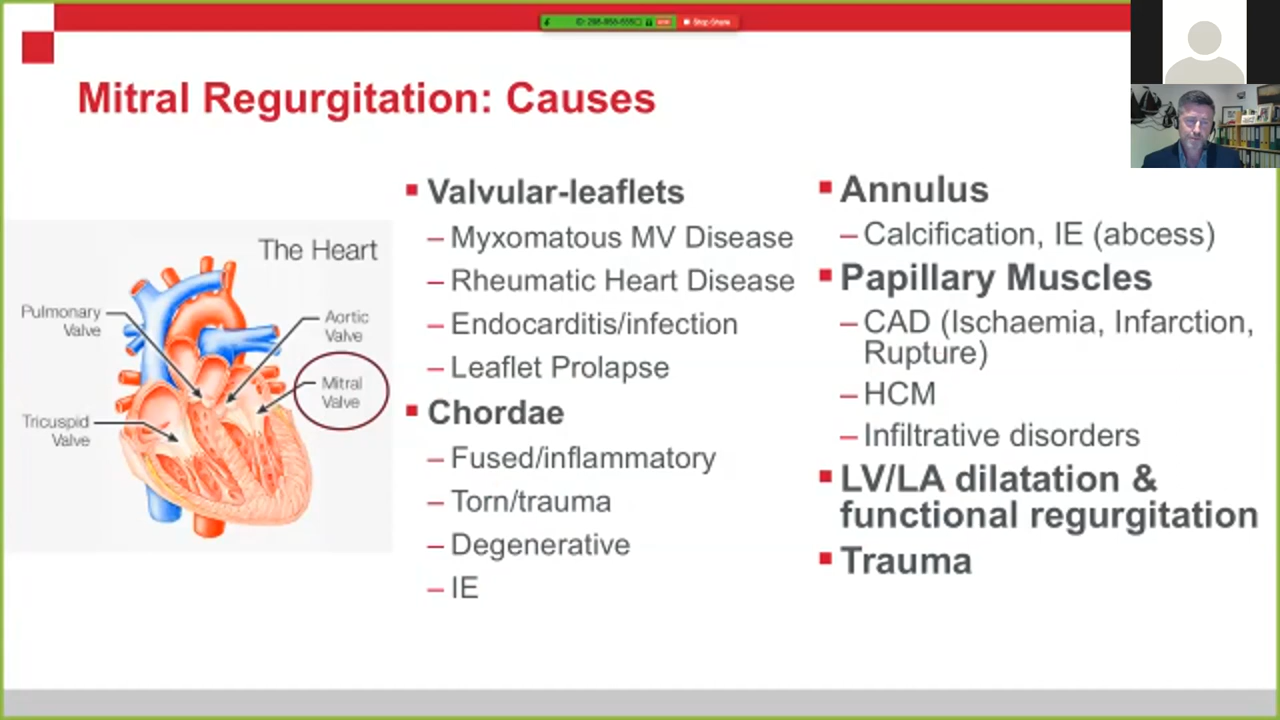 Stop Share
Mitral Regurgitation: Causes
The Heart
Pulmonary
Valve
Aortic
Valve
Mitral
Valve
Tricuspid
Valve
Valvular-leaflets
– Myxomatous MV Disease
– Rheumatic Heart Disease
– Endocarditis/infection
– Leaflet Prolapse
Chordae
– Fused/inflammatory
– Torn/trauma
– Degenerative
– IE
Annulus
– Calcification, IE (abcess)
Papillary Muscles
– CAD (Ischaemia, Infarction,
Rupture)
– HCM
– Infiltrative disorders
LV/LA dilatation &
functional regurgitation
Trauma